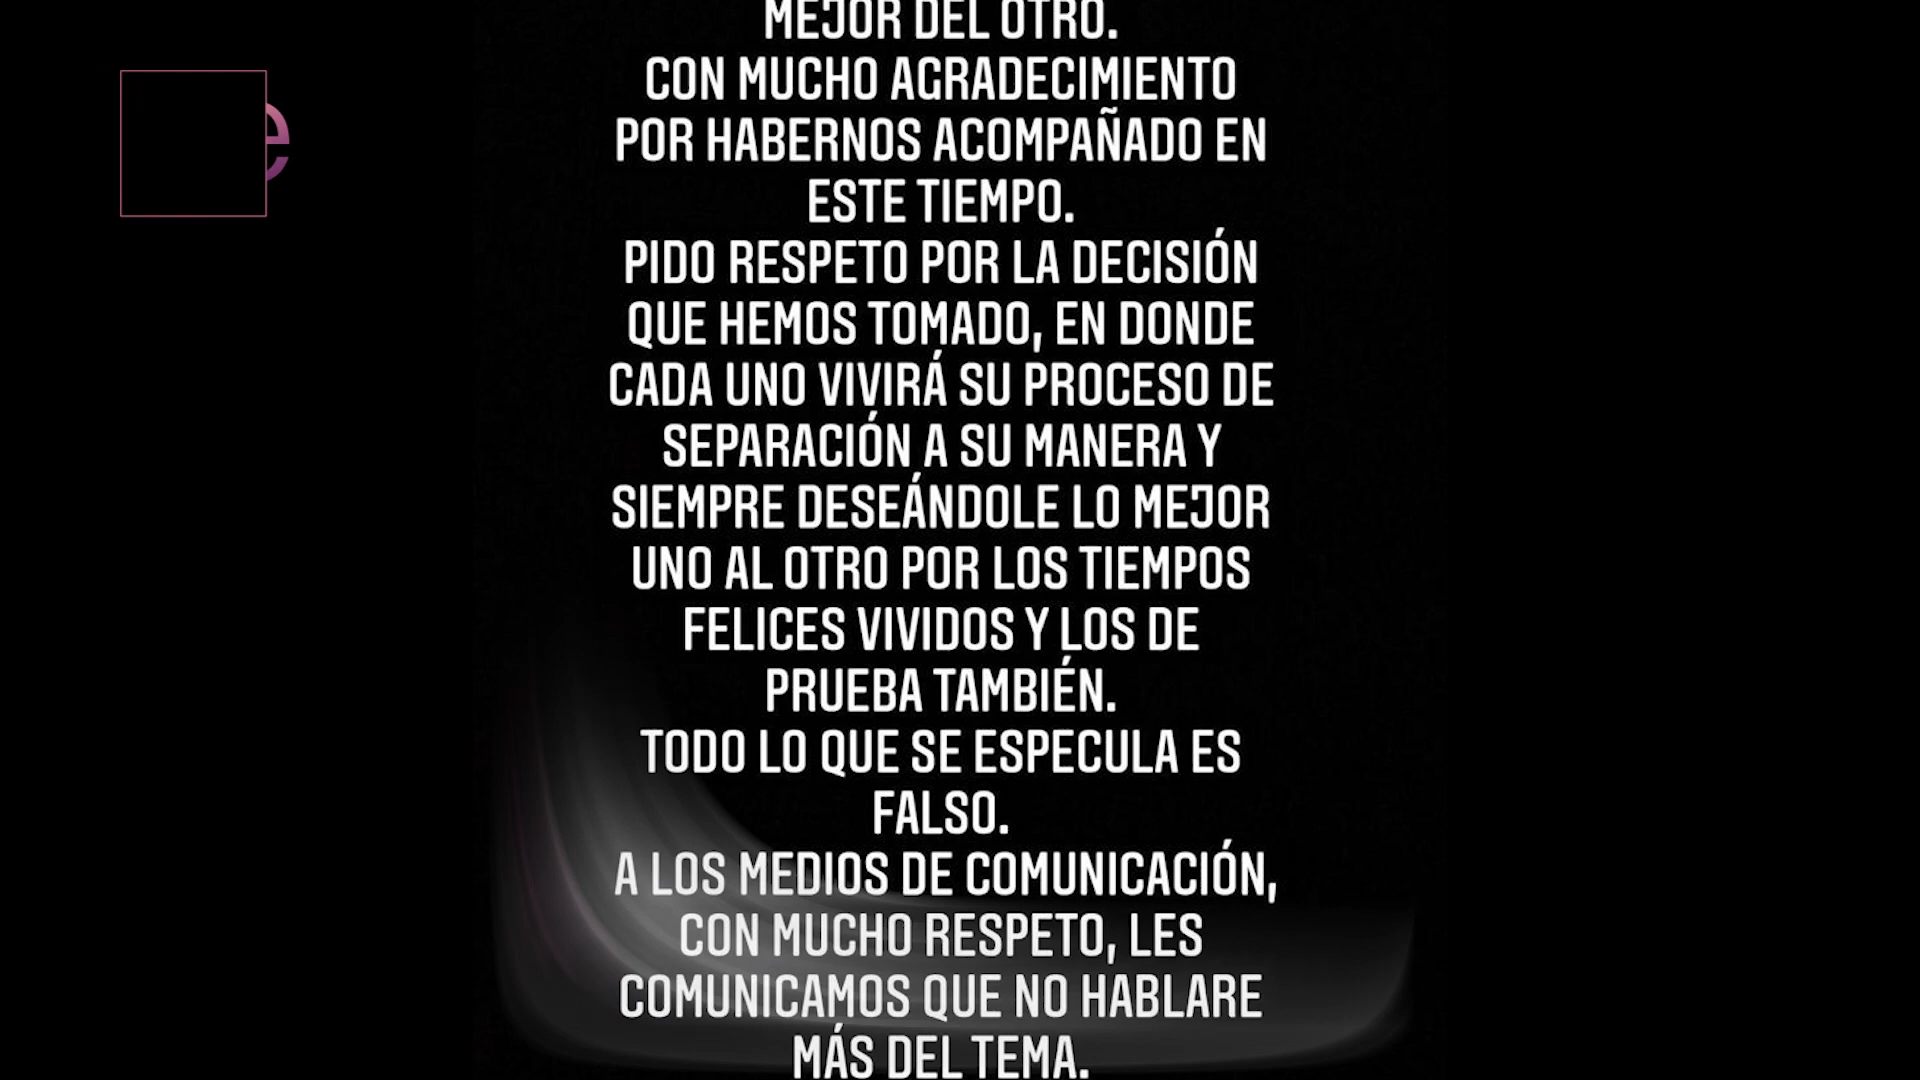 MEJOR DEL OTRO.
CON MUCHO AGRADECIMIENTO
POR HABERNOS ACOMPAÑADO EN
ESTE TIEMPO.
PIDO RESPETO POR LA DECISIÓN
QUE HEMOS TOMADO, EN DONDE
CADA UNO VIVIRÁ SU PROCESO DE
SEPARACIÓN A SU MANERA Y
SIEMPRE DESEÁNDOLE LO MEJOR
UNO AL OTRO POR LOS TIEMPOS
FELICES VIVIDOS Y LOS DE
PRUEBA TAMBIÉN.
TODO LO QUE SE ESPECULA ES
FALSO.
A LOS MEDIOS DE COMUNICACIÓN,
CON MUCHO RESPETO, LES
COMUNICAMOS QUE NO HABLARE
MÁS DEL TEMA.